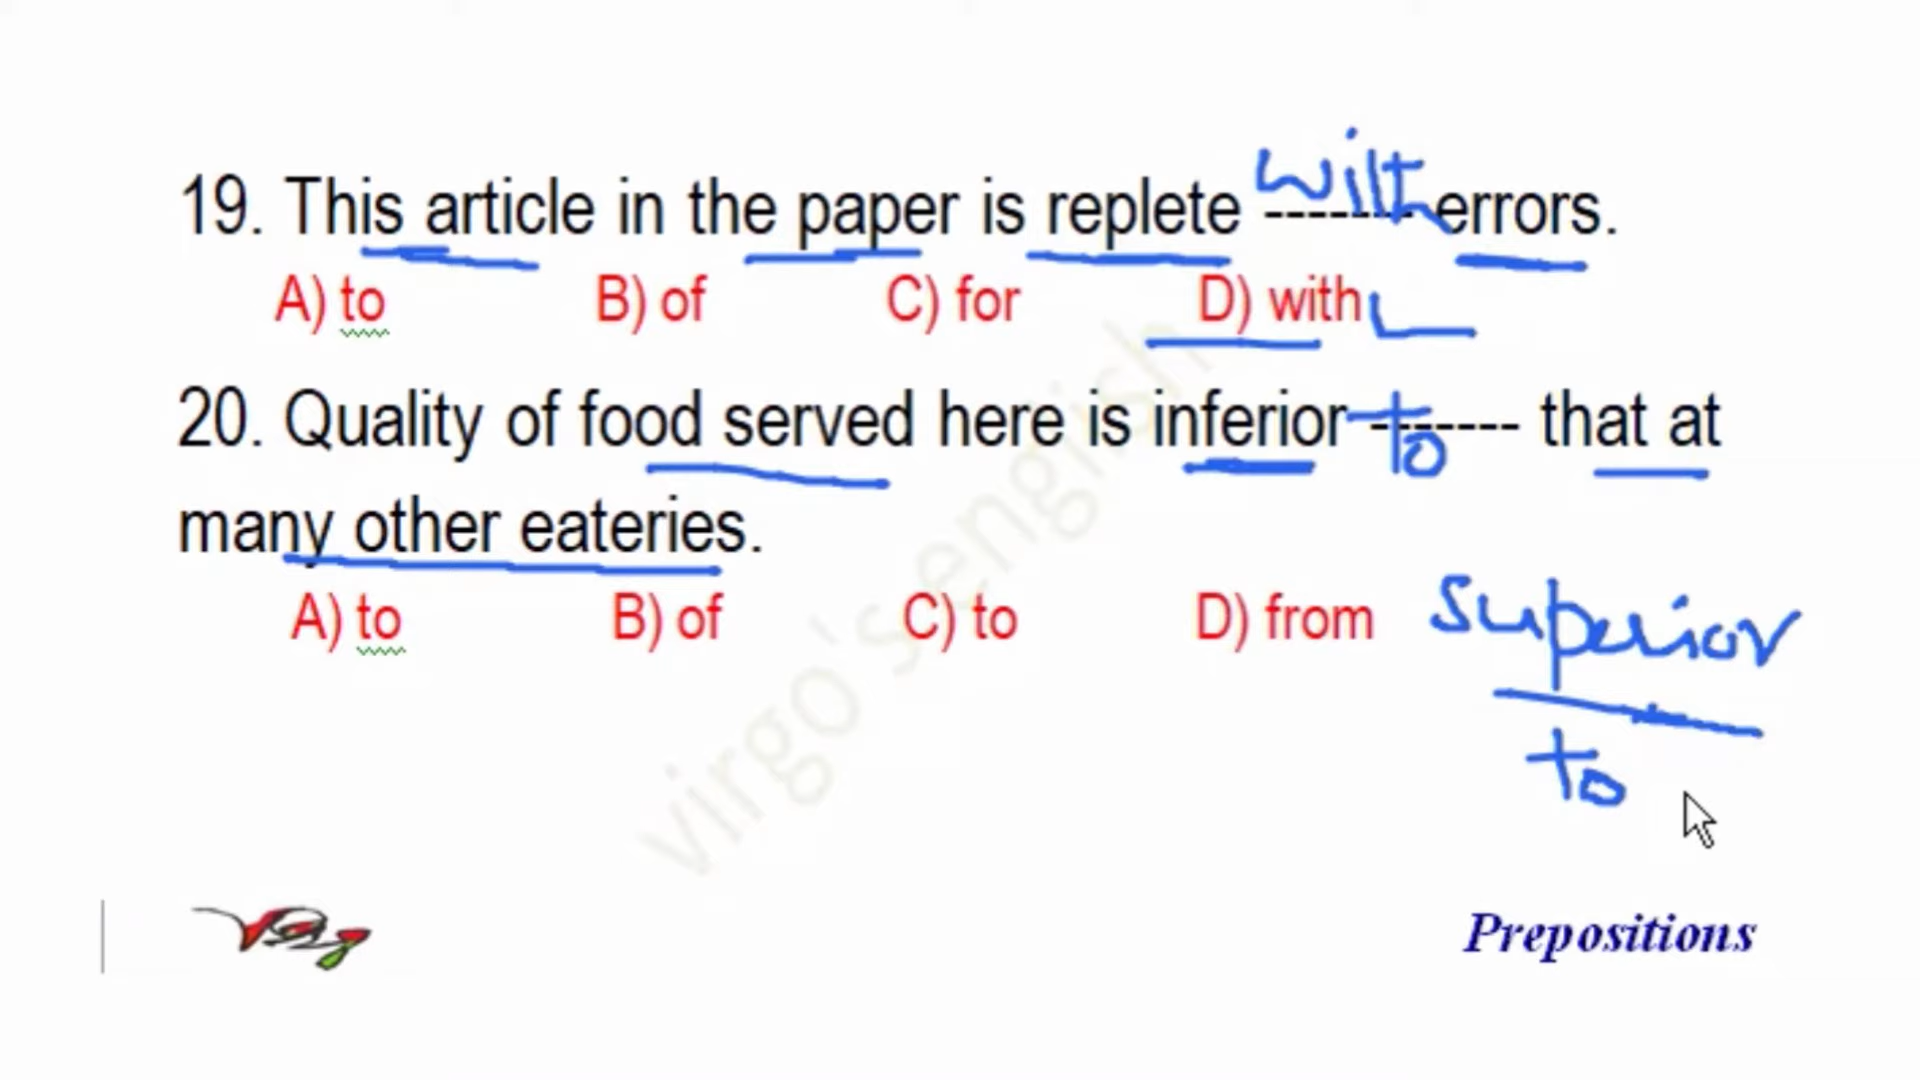 19. This article in the paper is replete ------- errors.
with
A) to B) of C) for D) with
20. Quality of food served here is inferior ------- that at
to
many other eateries.
A) to B) of C) to D) from
superior
to
virgo's english
Prepositions